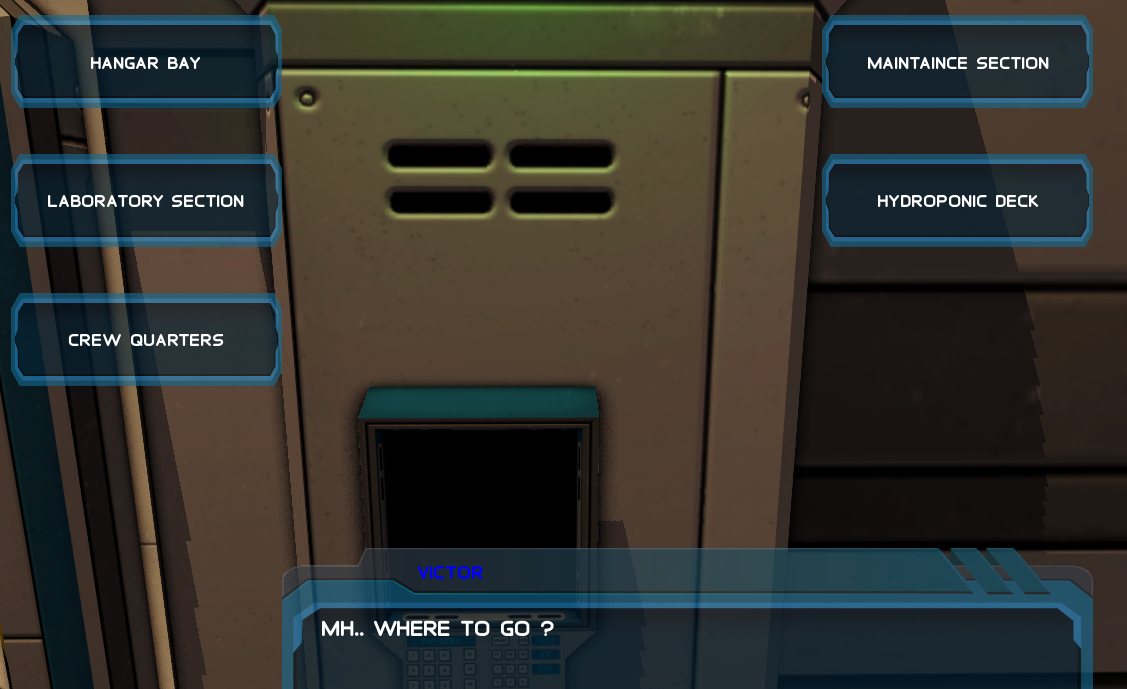 HANGAR BAY
MAINTAINCE SECTION
LABORATORY SECTION
HYDROPONIC DECK
CREW QUARTERS
VICTOR
MH.. WHERE TO GO ?